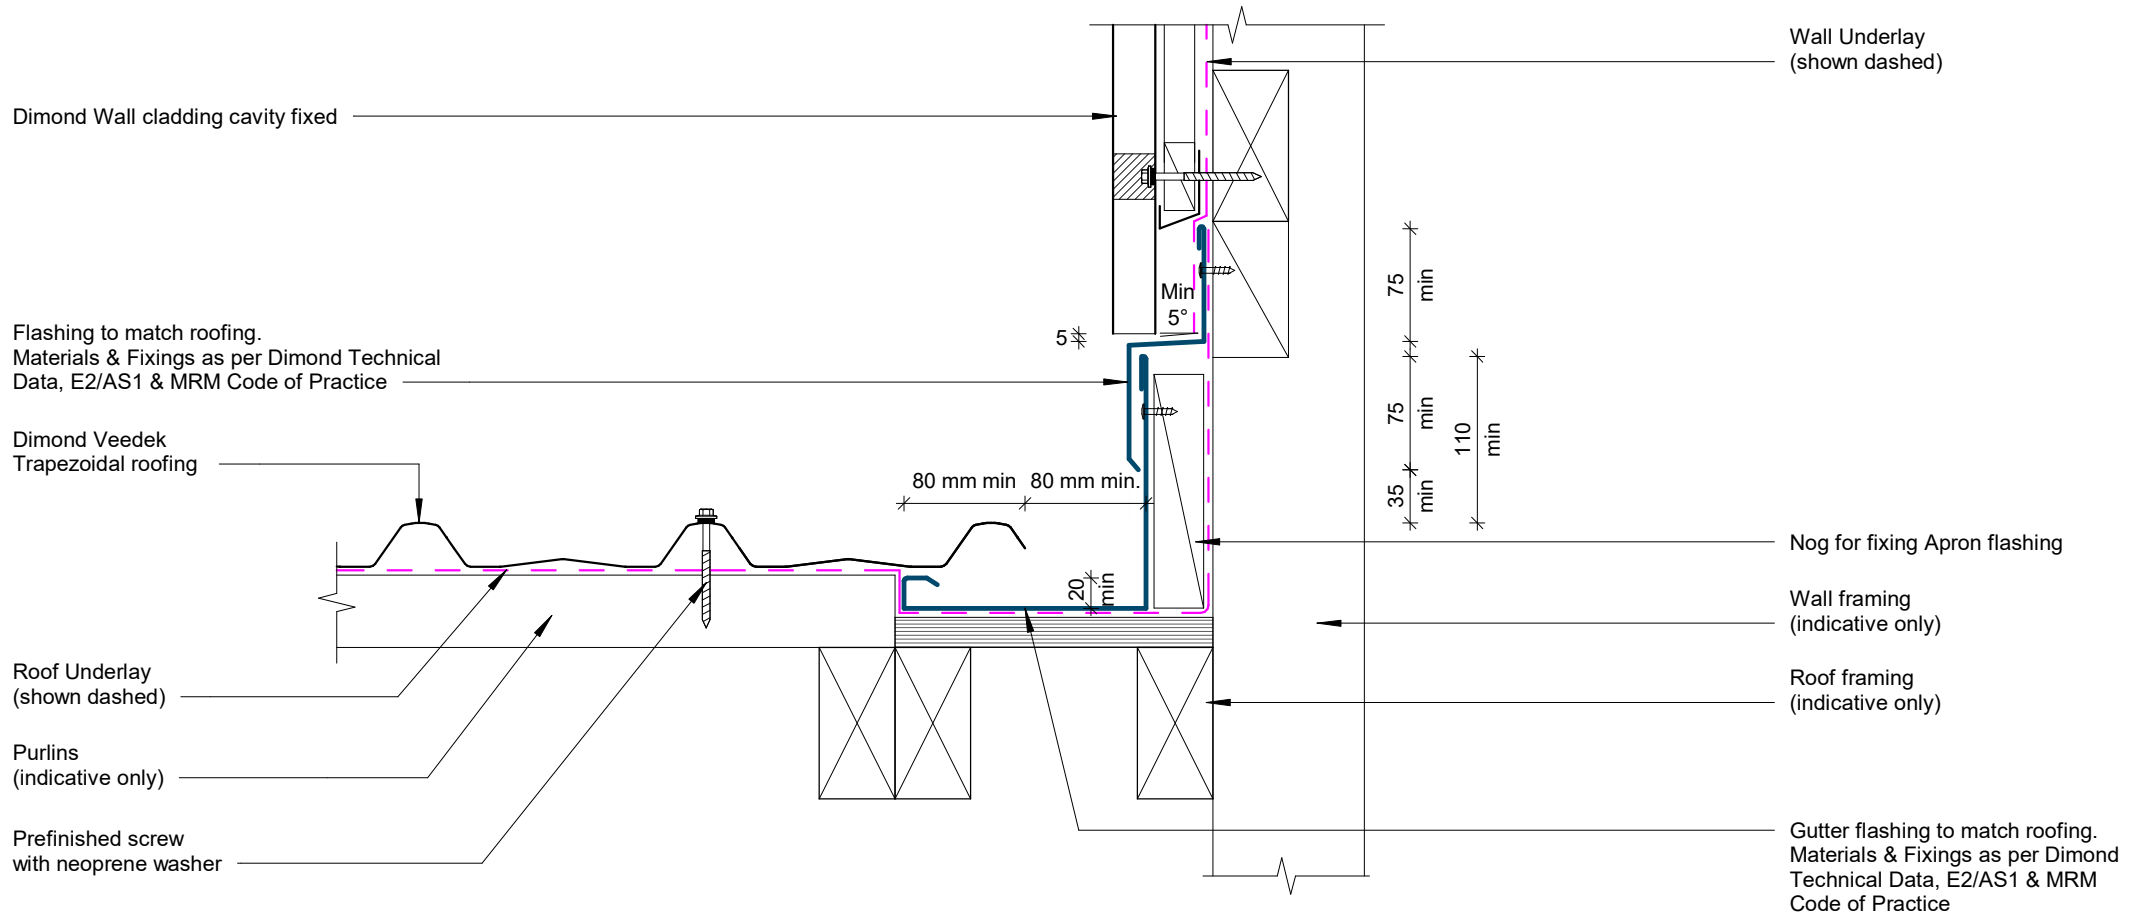 Wall Underlay
(shown dashed)
Dimond Wall cladding cavity fixed
Flashing to match roofing.
Materials & Fixings as per Dimond Technical
Data, E2/AS1 & MRM Code of Practice
Dimond Veedek
Trapezoidal roofing
Min
5°
5
75
min
75
min
110
min
35
min
80 mm min
80 mm min.
20
min
Nog for fixing Apron flashing
Wall framing
(indicative only)
Roof framing
(indicative only)
Roof Underlay
(shown dashed)
Purlins
(indicative only)
Prefinished screw
with neoprene washer
Gutter flashing to match roofing.
Materials & Fixings as per Dimond
Technical Data, E2/AS1 & MRM
Code of Practice